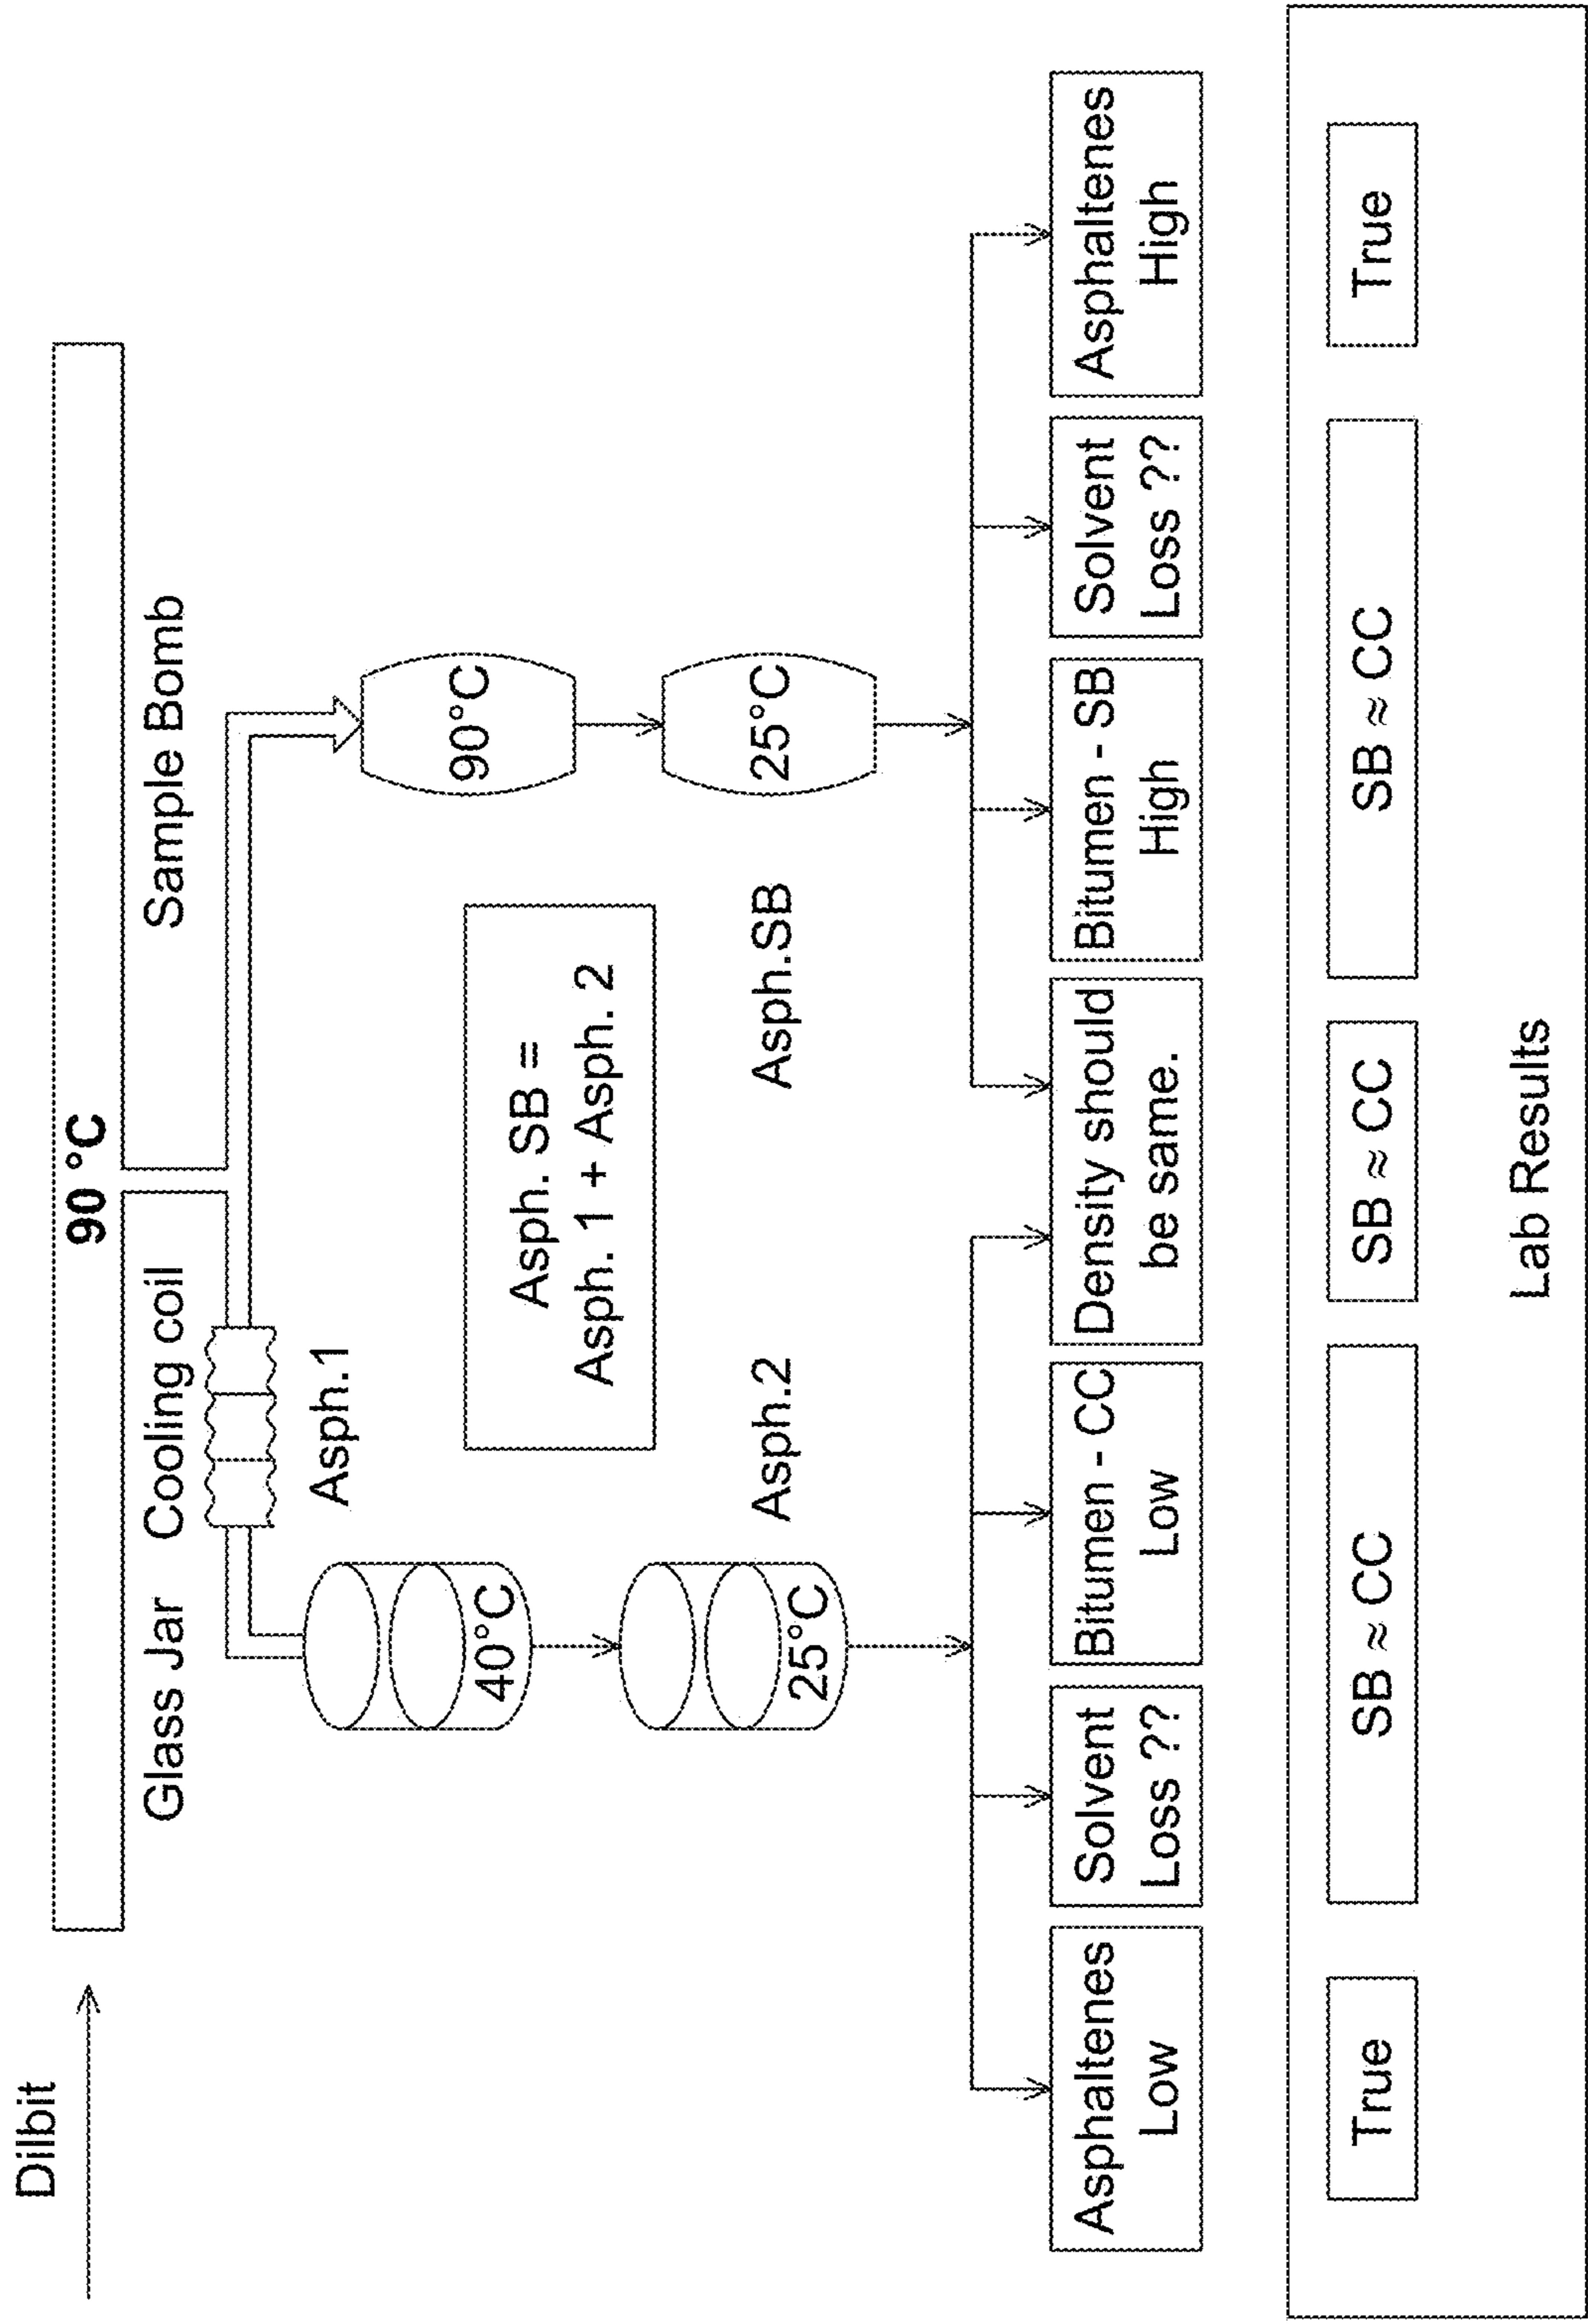 Dilbit
90 °C
Glass Jar
Cooling coil
Sample Bomb
Asph.1
40°C
90°C
Asph. SB =
Asph. 1 + Asph. 2
25°C
Asph.2
Asph.SB
25°C
Asphaltenes
Low
Solvent
Loss ??
Bitumen - CC
Low
Density should
be same.
Bitumen - SB
High
Solvent
Loss ??
Asphaltenes
High
True
SB ≈ CC
SB ≈ CC
SB ≈ CC
True
Lab Results